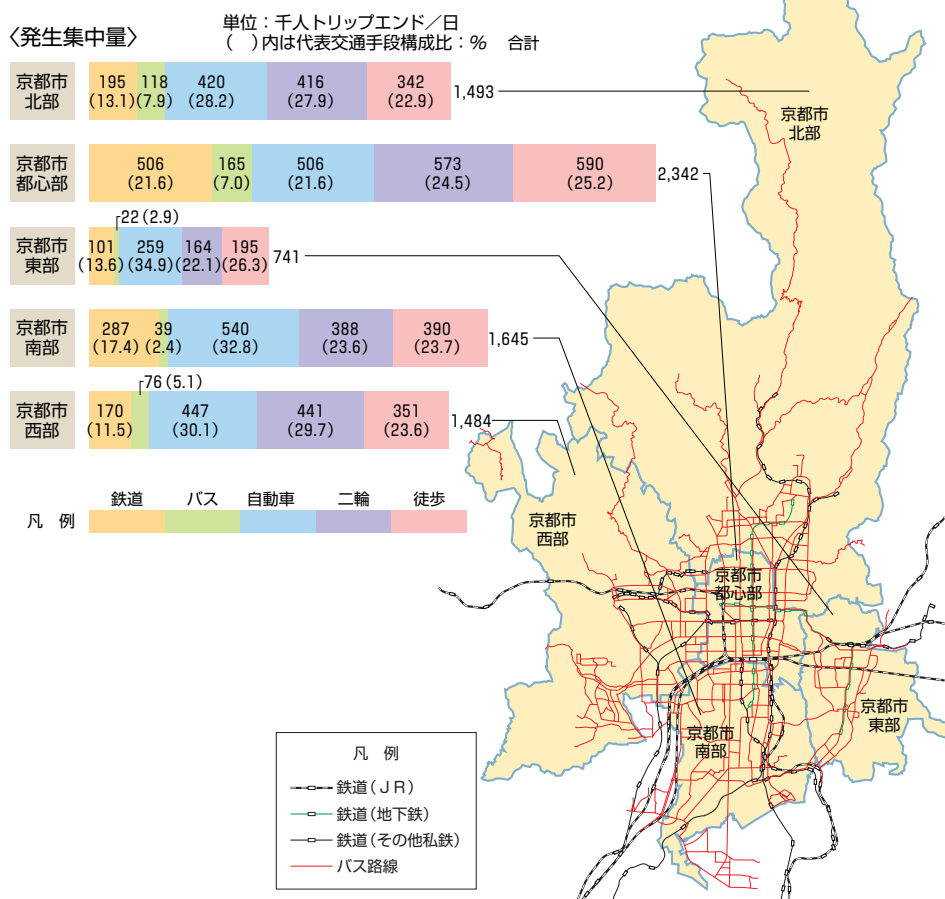 〈発生集中量〉
単位：千人トリップエンド／日
(　)内は代表交通手段構成比：％　合計
京都市
北部
195 118 420 416 342
(13.1) (7.9) (28.2) (27.9) (22.9)
1,493
京都市
都心部
506 165 506 573 590
(21.6) (7.0) (21.6) (24.5) (25.2)
2,342
22(2.9)
京都市
東部
101 259 164 195
(13.6) (34.9) (22.1) (26.3)
741
京都市
南部
287 39 540 388 390
(17.4) (2.4) (32.8) (23.6) (23.7)
1,645
76(5.1)
京都市
西部
170 447 441 351
(11.5) (30.1) (29.7) (23.6)
1,484
鉄道 バス 自動車 二輪 徒歩
凡 例
京都市
北部
京都市
西部
京都市
都心部
京都市
東部
京都市
南部
凡 例
鉄道(ＪＲ)
鉄道(地下鉄)
鉄道(その他私鉄)
バス路線